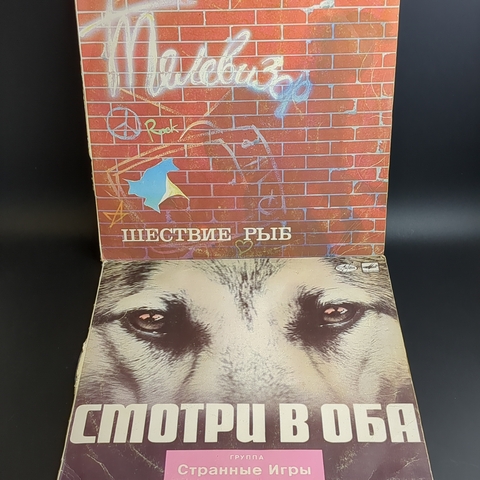 Телевизор
Rock
ШЕСТВИЕ РЫБ
СМОТРИ В ОБА
ГРУППА
Странные Игры